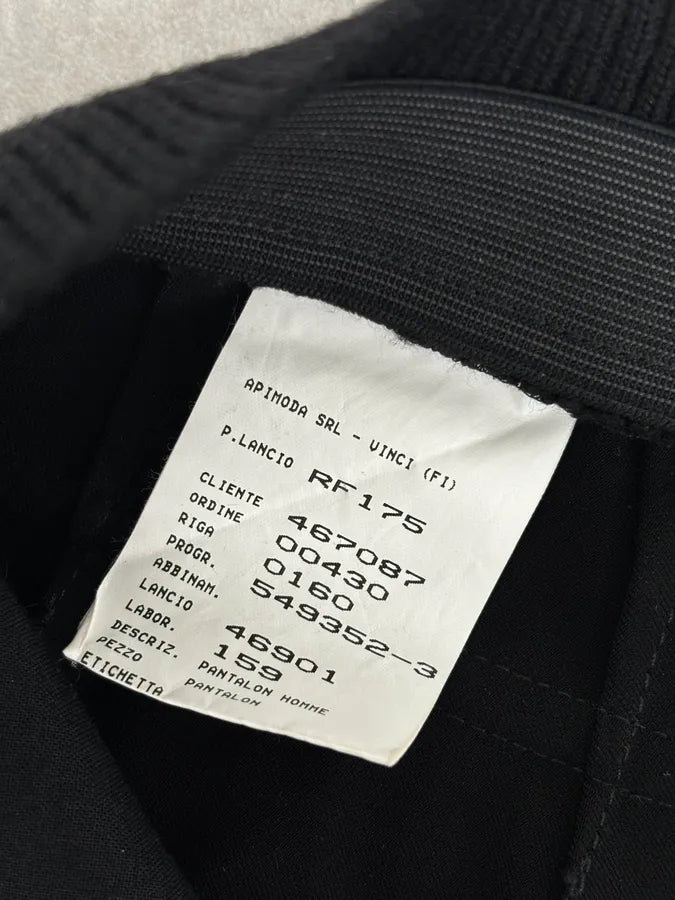 APIMODA SRL - VINCI (FI)
P.LANCIO RF175
CLIENTE 467087
ORDINE 00430
RIGA 0160
PROGR. 549352-3
ABBINAM.
LANCIO 46901
LABOR. 159
DESCRIZ. PANTALON HOMME
PEZZO PANTALON
ETICHETTA